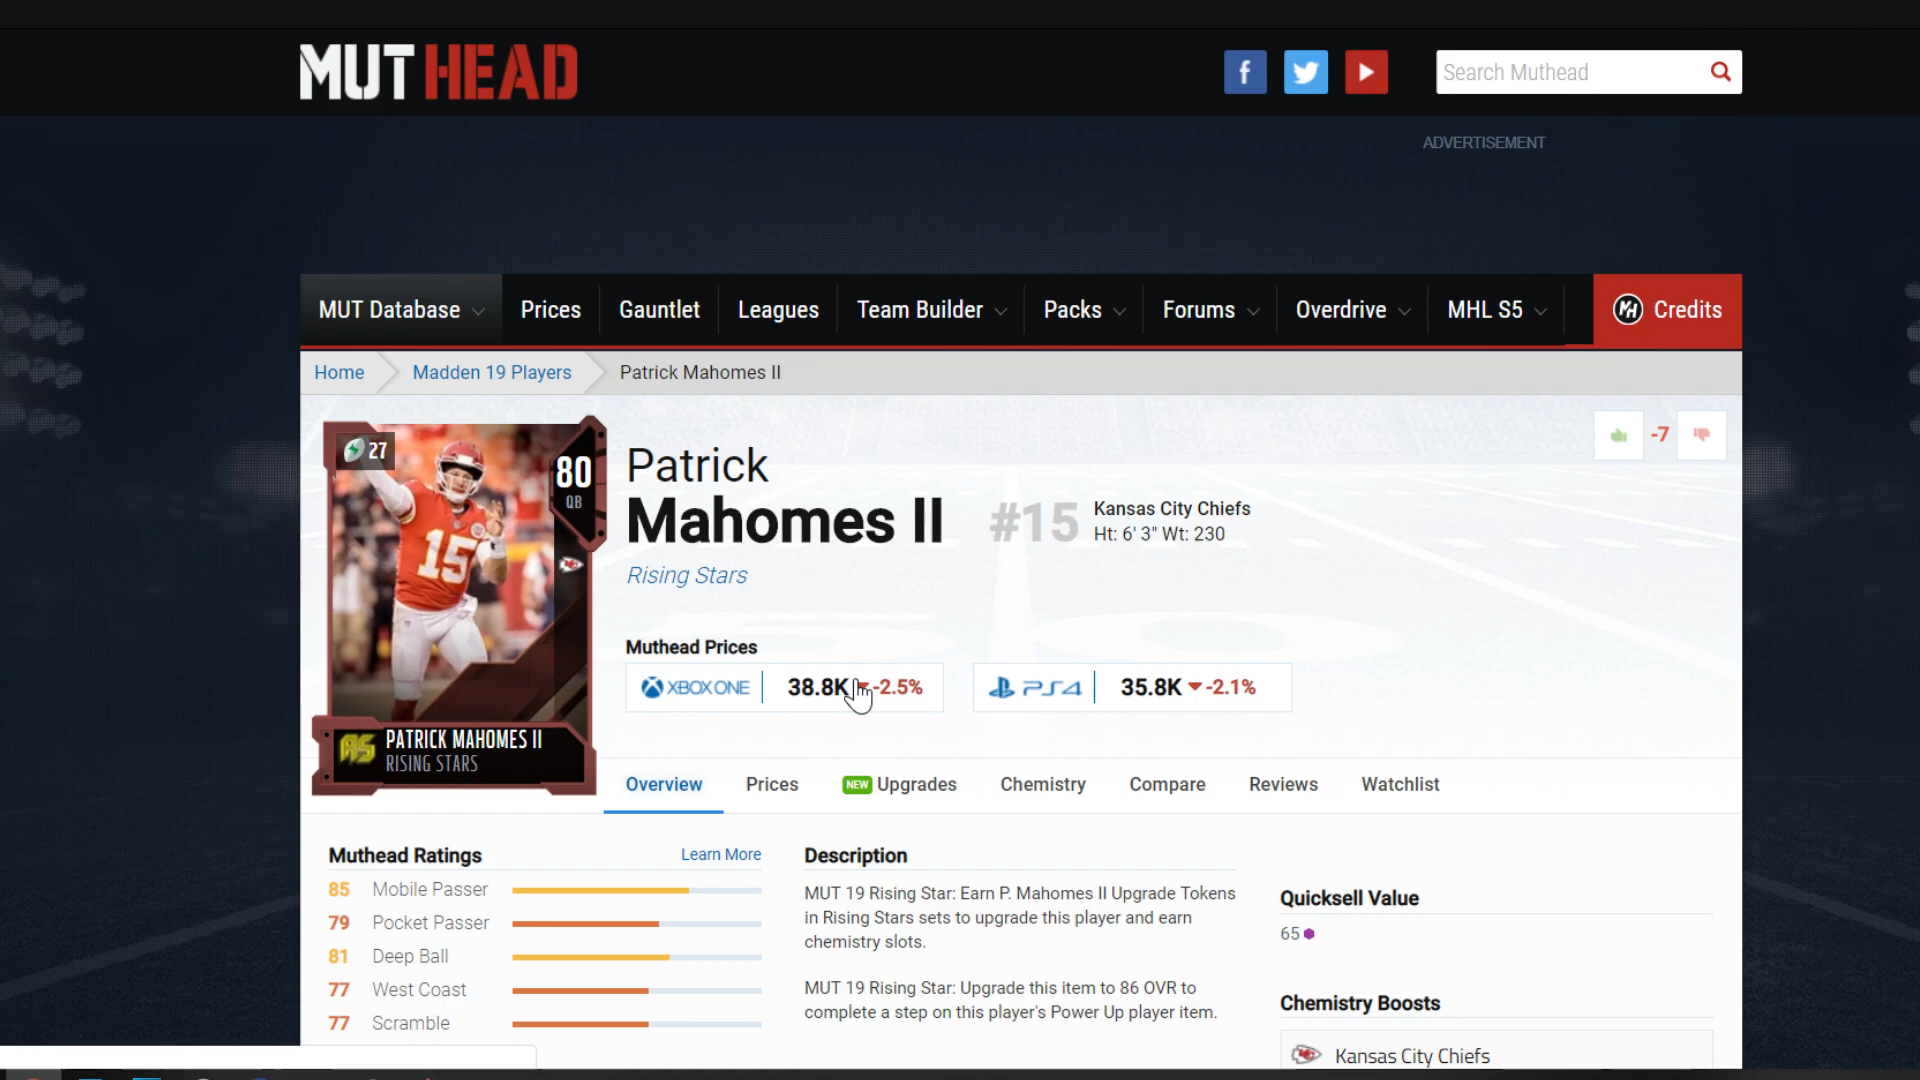 MUTHEAD
f
Search Muthead
ADVERTISEMENT
MUT Database Prices Gauntlet Leagues Team Builder Packs Forums Overdrive MHL S5 MH Credits
Home Madden 19 Players Patrick Mahomes II
27
80
QB
15
PATRICK MAHOMES II
RS
RISING STARS
Patrick
Mahomes II
#15
Kansas City Chiefs
Ht: 6' 3" Wt: 230
Rising Stars
-7
Muthead Prices
XBOX ONE 38.8K -2.5%
PS4 35.8K -2.1%
Overview Prices NEW Upgrades Chemistry Compare Reviews Watchlist
Muthead Ratings Learn More
85 Mobile Passer
79 Pocket Passer
81 Deep Ball
77 West Coast
77 Scramble
Description
MUT 19 Rising Star: Earn P. Mahomes II Upgrade Tokens
in Rising Stars sets to upgrade this player and earn
chemistry slots.
MUT 19 Rising Star: Upgrade this item to 86 OVR to
complete a step on this player's Power Up player item.
Quicksell Value
65
Chemistry Boosts
Kansas City Chiefs